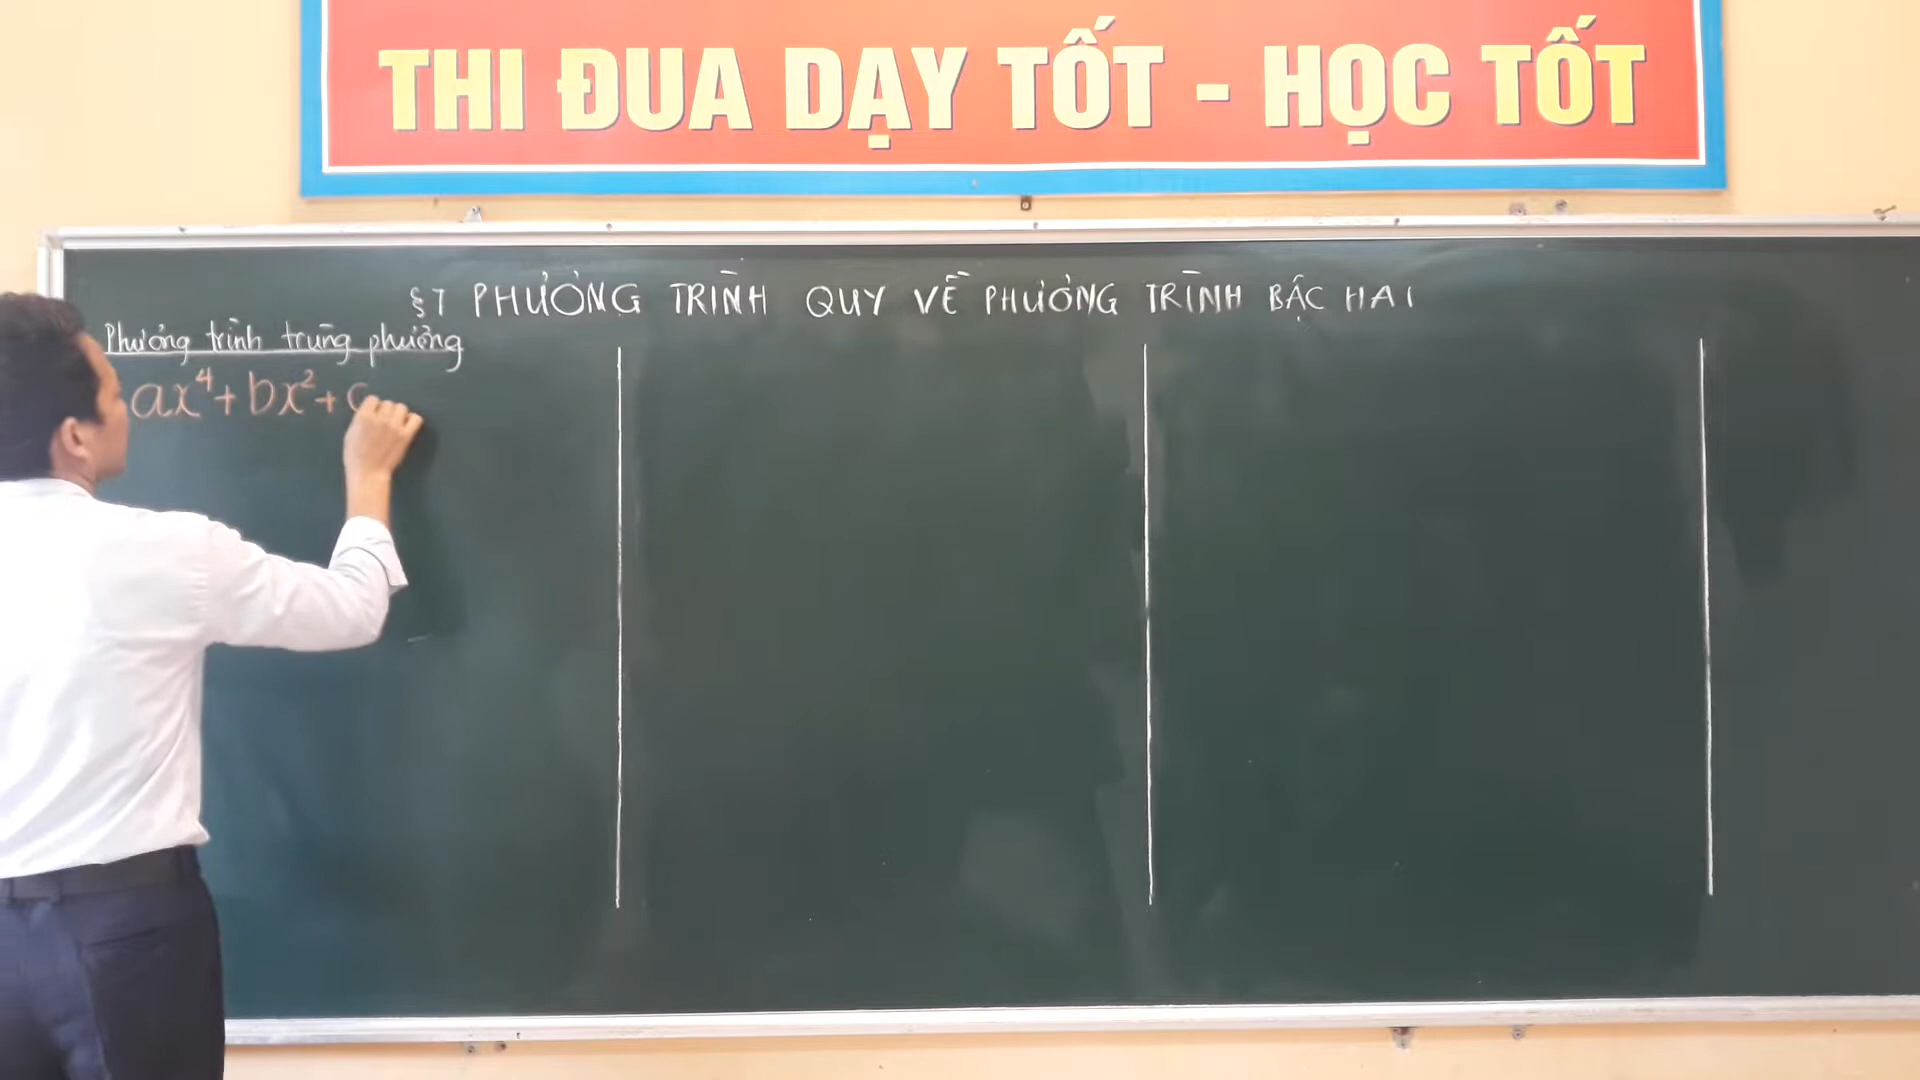 THI ĐUA DẠY TỐT - HỌC TỐT
§7 PHƯƠNG TRÌNH QUY VỀ PHƯƠNG TRÌNH BẬC HAI
Phương trình trùng phương
ax⁴ + bx² + c